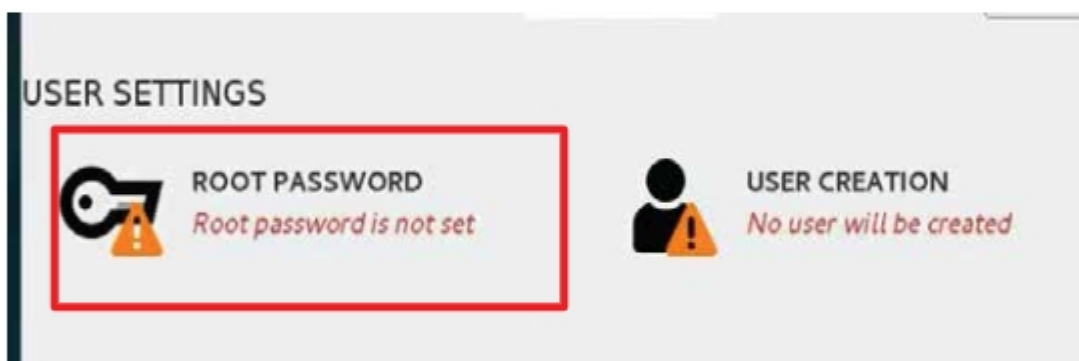 USER SETTINGS
ROOT PASSWORD
Root password is not set
USER CREATION
No user will be created